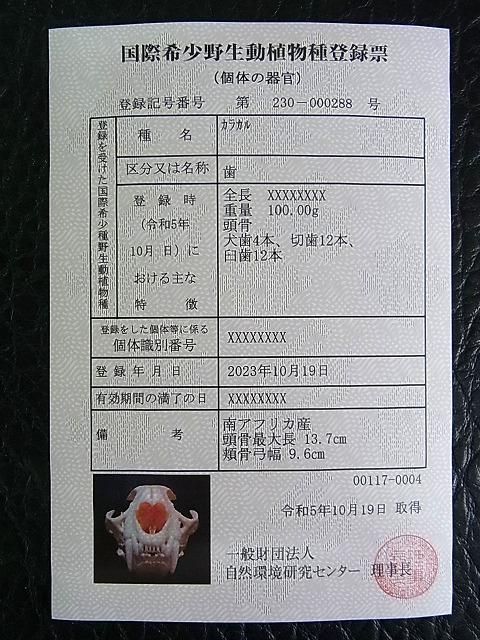 国際希少野生動植物種登録票
(個体の器官)
登録記号番号 第 230-000288 号
登録を受けた国際希少種野生動植物種
種名 カラカル
区分又は名称 歯
登録時
(令和5年
10月 日)に
おける主な
特徴
全長 XXXXXXXX
重量 100.00g
頭骨
犬歯4本、切歯12本、
臼歯12本
登録をした個体等に係る
個体識別番号
XXXXXXXX
登録年月日 2023年10月19日
有効期間の満了の日 XXXXXXXX
備考
南アフリカ産
頭骨最大長 13.7cm
頬骨弓幅 9.6cm
00117-0004
令和5年10月19日 取得
一般財団法人
自然環境研究センター 理事長